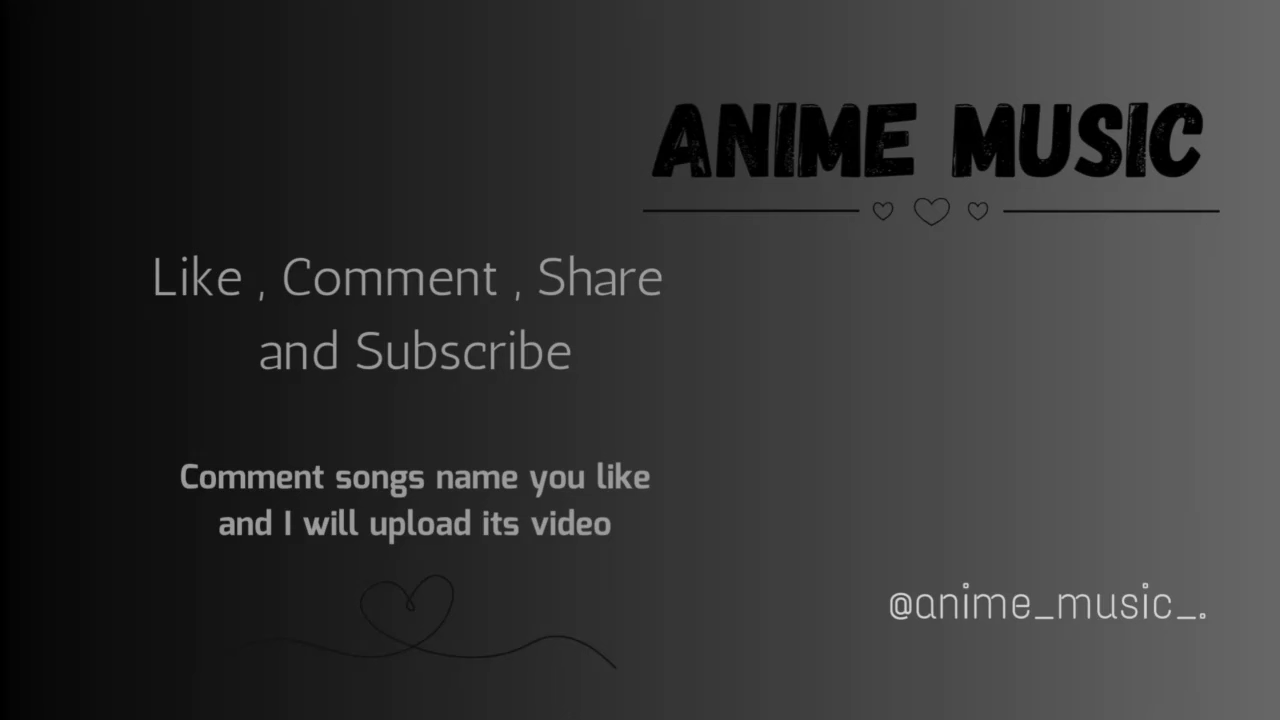 ANIME MUSIC
Like , Comment , Share
and Subscribe
Comment songs name you like
and I will upload its video
@anime_music_.